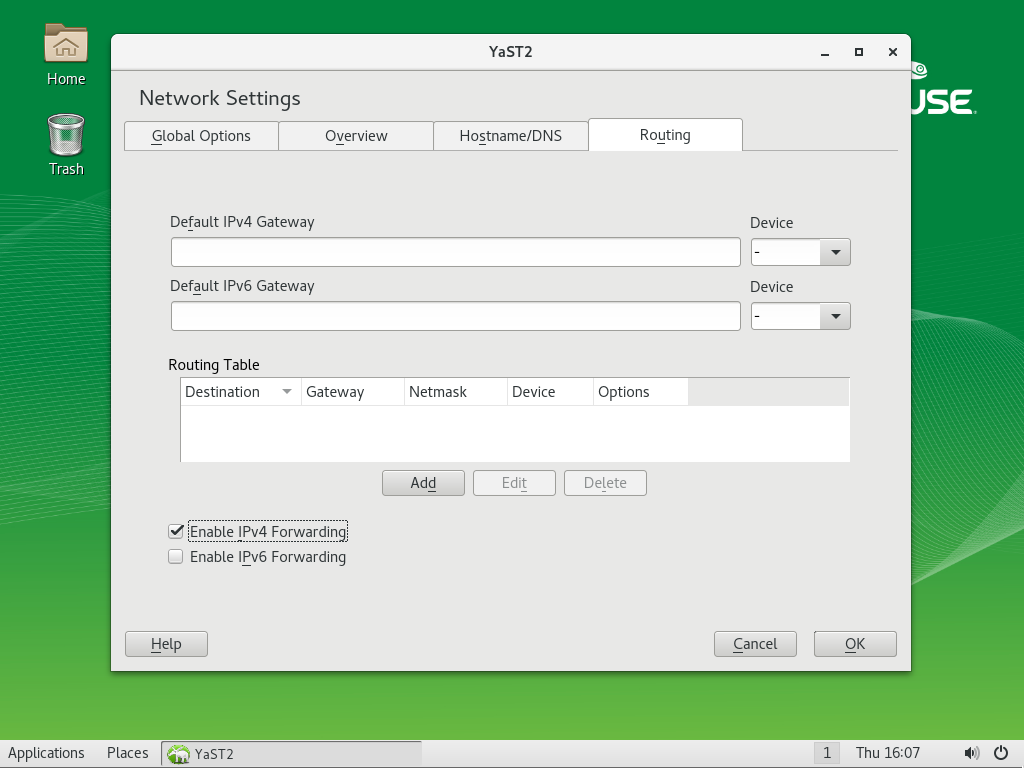 Home
Trash
YaST2
USE
Network Settings
Global Options Overview Hostname/DNS Routing
Default IPv4 Gateway Device
-
Default IPv6 Gateway Device
-
Routing Table
Destination Gateway Netmask Device Options
Add Edit Delete
Enable IPv4 Forwarding
Enable IPv6 Forwarding
Help Cancel OK
Applications Places YaST2 1 Thu 16:07